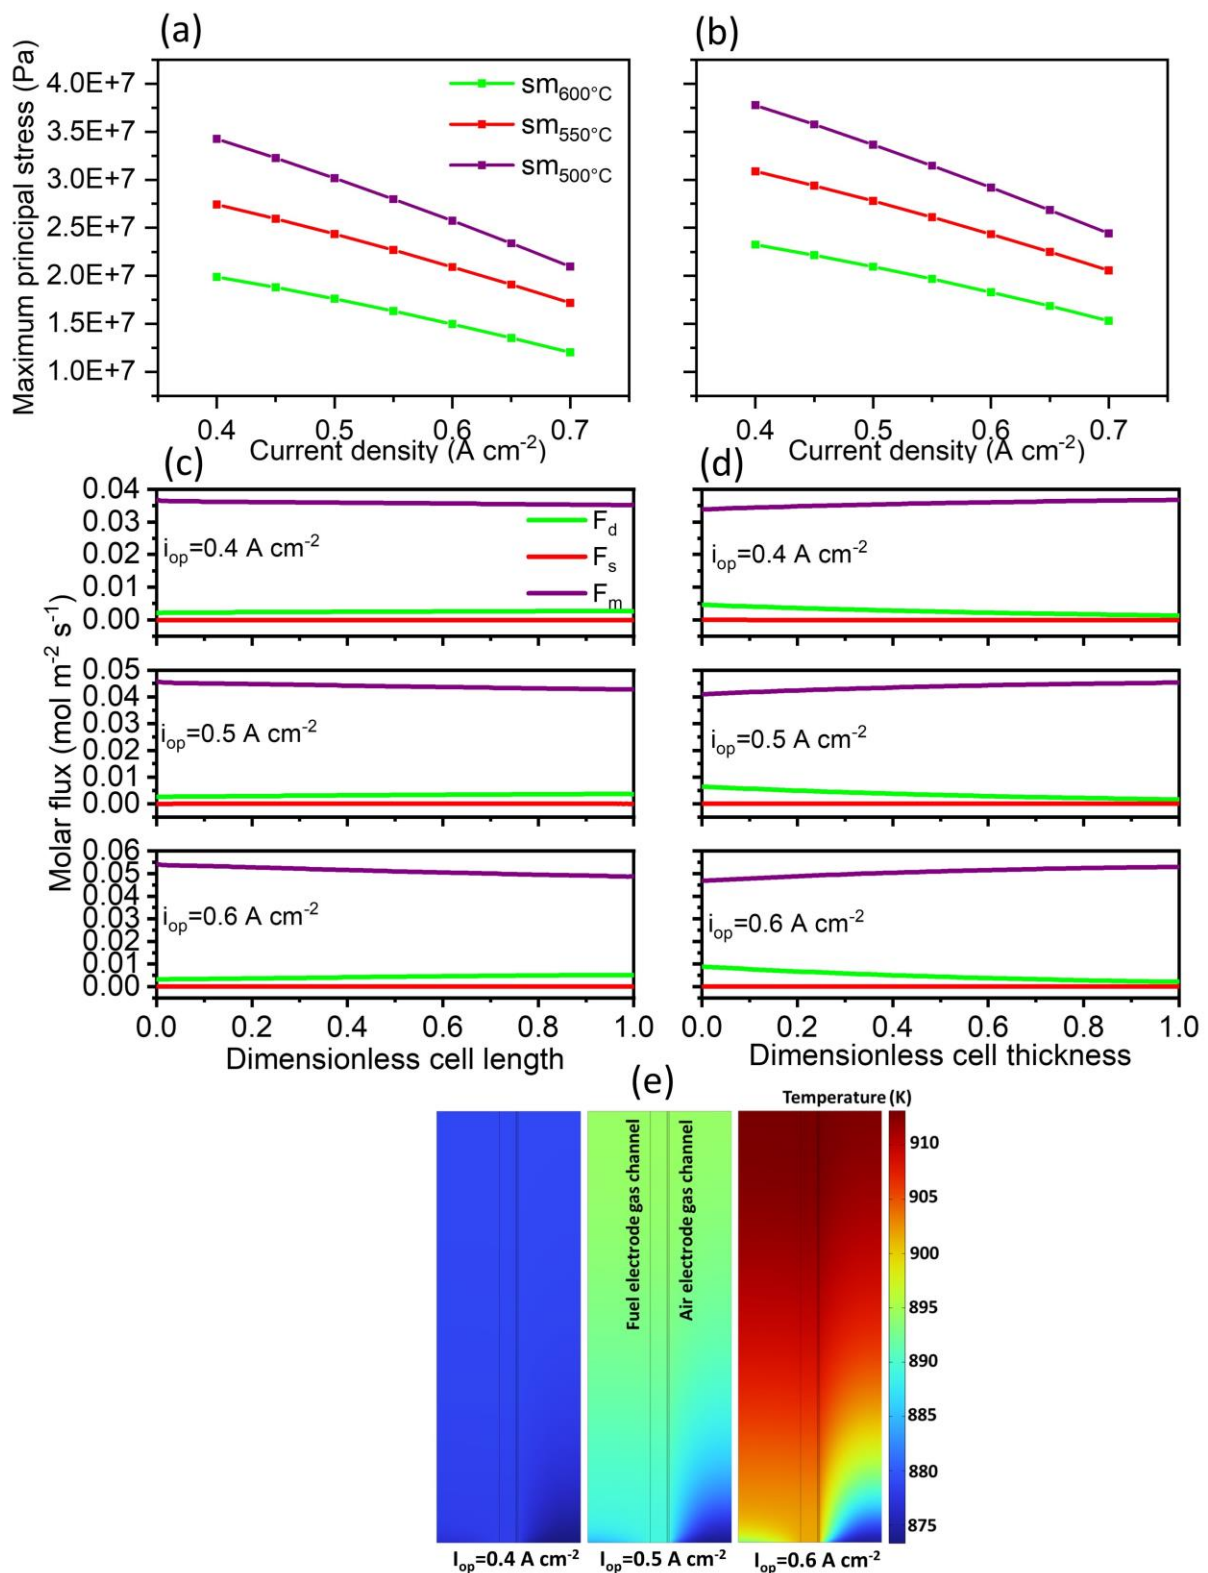 (a)
(b)
Maximum principal stress (Pa)
4.0E+7
3.5E+7
3.0E+7
2.5E+7
2.0E+7
1.5E+7
1.0E+7
sm600°C
sm550°C
sm500°C
0.4 0.5 0.6 0.7
Current density (A cm-2)
0.4 0.5 0.6 0.7
Current density (A cm-2)
(c)
(d)
Molar flux (mol m-2 s-1)
0.04
0.03
0.02
0.01
0.00
iop=0.4 A cm-2
Fd
Fs
Fm
iop=0.4 A cm-2
0.05
0.04
0.03
0.02
0.01
0.00
iop=0.5 A cm-2
iop=0.5 A cm-2
0.06
0.05
0.04
0.03
0.02
0.01
0.00
iop=0.6 A cm-2
iop=0.6 A cm-2
0.0 0.2 0.4 0.6 0.8 1.0
Dimensionless cell length
0.0 0.2 0.4 0.6 0.8 1.0
Dimensionless cell thickness
(e)
Temperature (K)
Fuel electrode gas channel
Air electrode gas channel
910
905
900
895
890
885
880
875
Iop=0.4 A cm-2
Iop=0.5 A cm-2
Iop=0.6 A cm-2